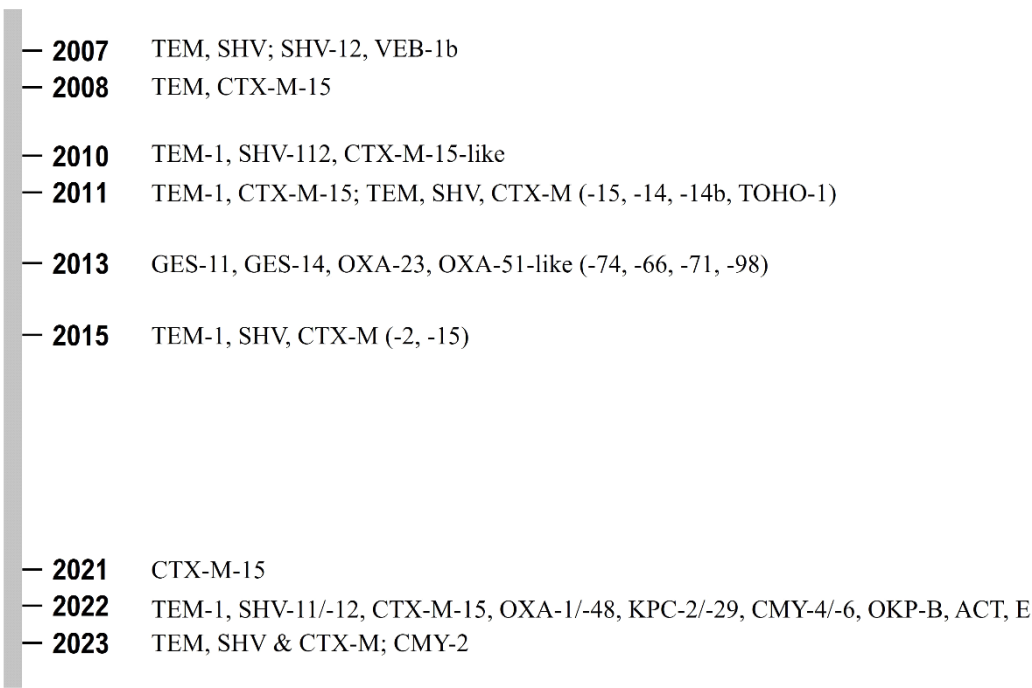 2007 TEM, SHV; SHV-12, VEB-1b
2008 TEM, CTX-M-15
2010 TEM-1, SHV-112, CTX-M-15-like
2011 TEM-1, CTX-M-15; TEM, SHV, CTX-M (-15, -14, -14b, TOHO-1)
2013 GES-11, GES-14, OXA-23, OXA-51-like (-74, -66, -71, -98)
2015 TEM-1, SHV, CTX-M (-2, -15)
2021 CTX-M-15
2022 TEM-1, SHV-11/-12, CTX-M-15, OXA-1/-48, KPC-2/-29, CMY-4/-6, OKP-B, ACT, E
2023 TEM, SHV & CTX-M; CMY-2